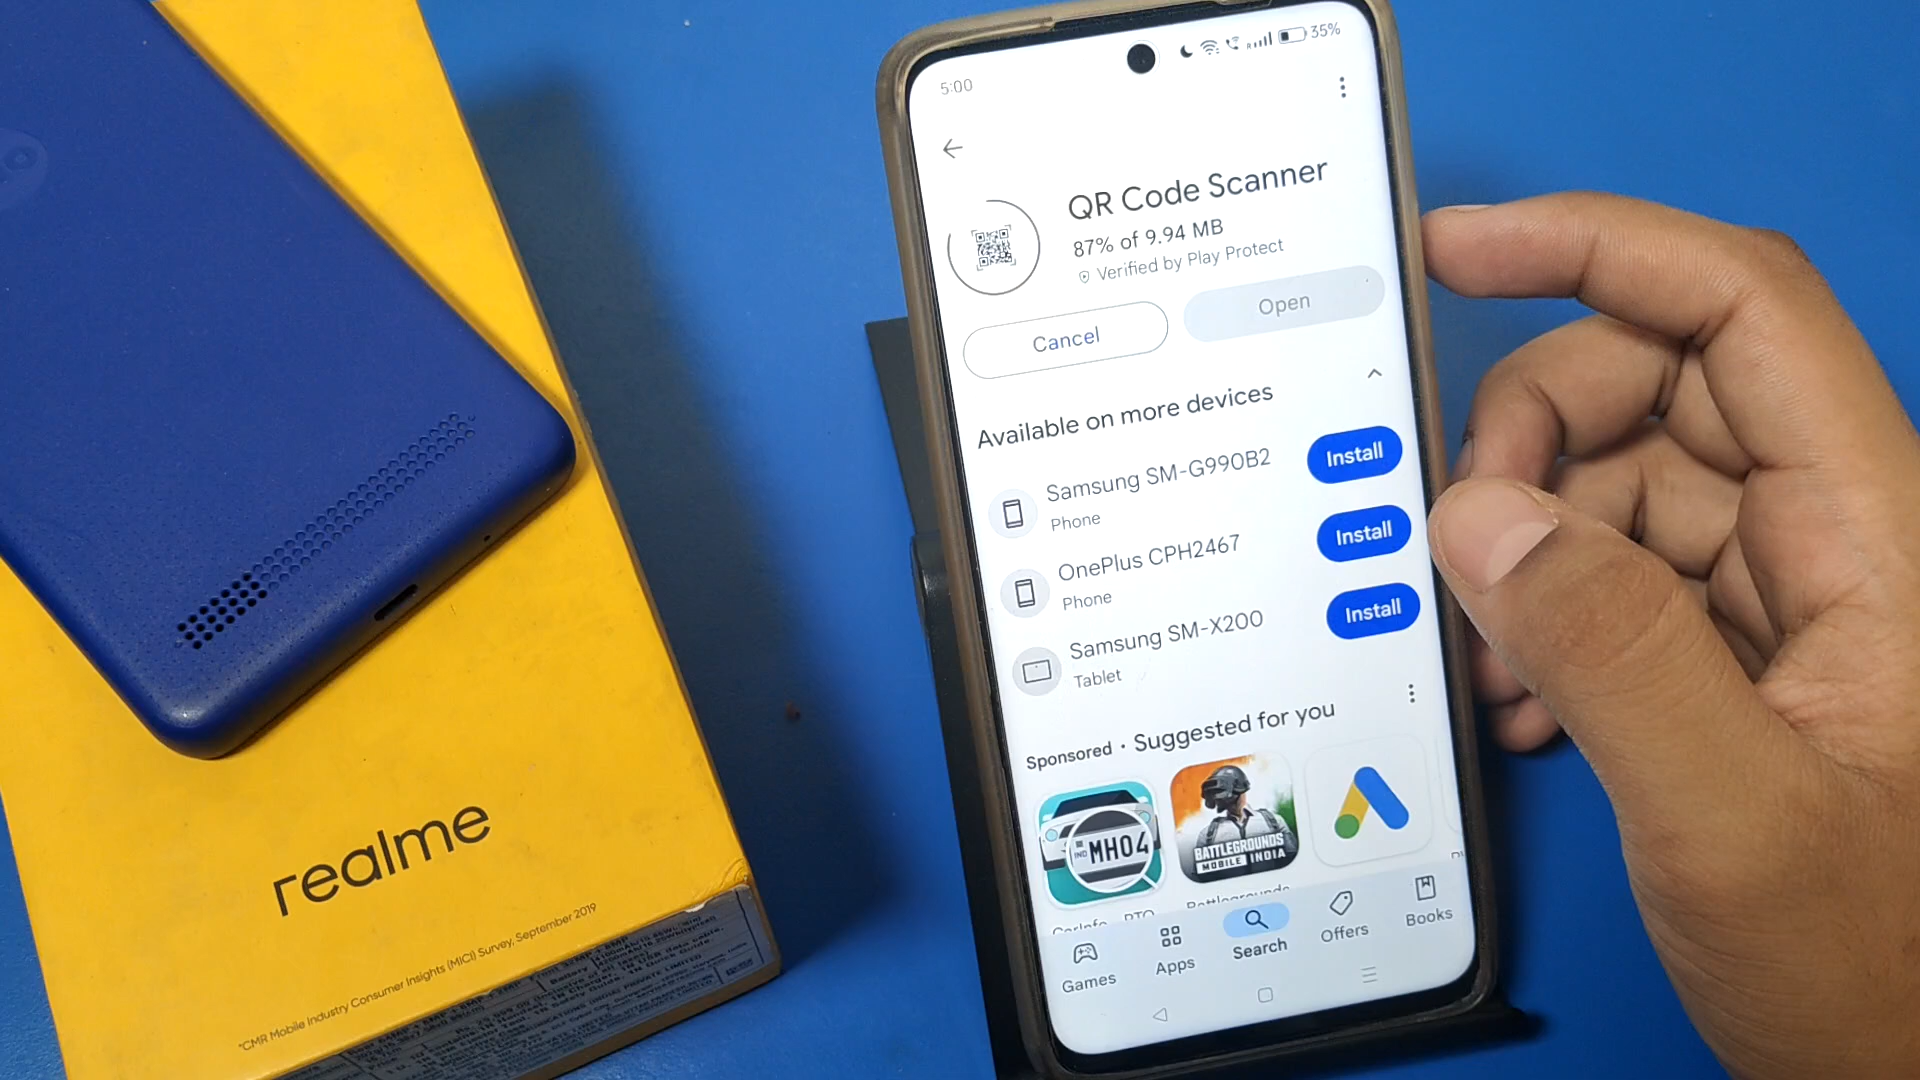 5:00
35%
QR Code Scanner
87% of 9.94 MB
Verified by Play Protect
Cancel
Open
Available on more devices
Samsung SM-G990B2
Phone
Install
OnePlus CPH2467
Phone
Install
Samsung SM-X200
Tablet
Install
Sponsored · Suggested for you
IND MH04
BATTLEGROUNDS
MOBILE INDIA
Games
Apps
Search
Offers
Books
realme
*CMR Mobile Industry Consumer Insights (MICI) Survey, September 2019